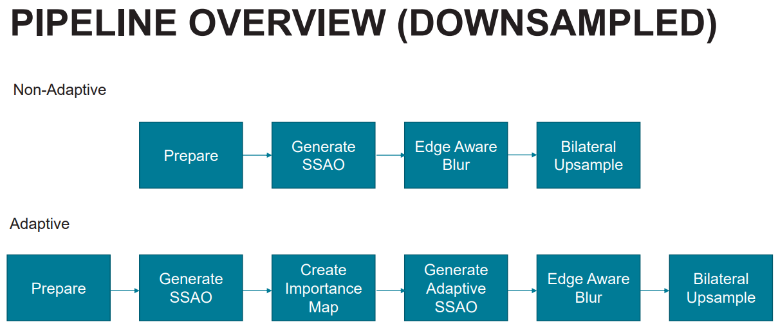 PIPELINE OVERVIEW (DOWNSAMPLED)
Non-Adaptive
Prepare
Generate
SSAO
Edge Aware
Blur
Bilateral
Upsample
Adaptive
Prepare
Generate
SSAO
Create
Importance
Map
Generate
Adaptive
SSAO
Edge Aware
Blur
Bilateral
Upsample